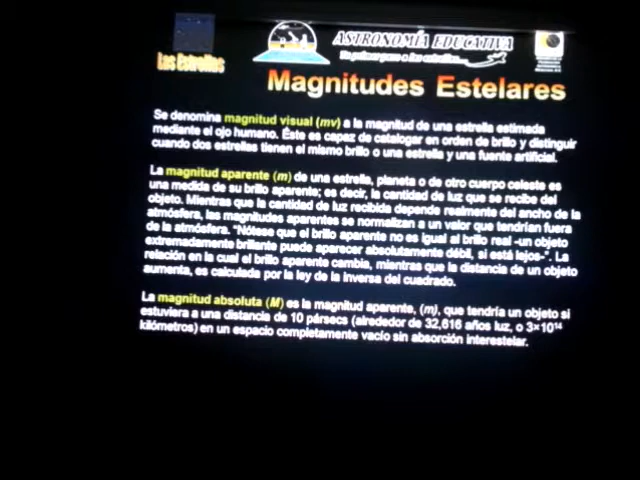 Las Estrellas
ASTRONOMÍA EDUCATIVA
Tu primer paso a las estrellas...
Magnitudes Estelares
Se denomina magnitud visual (mv) a la magnitud de una estrella estimada
mediante el ojo humano. Éste es capaz de catalogar en orden de brillo y distinguir
cuando dos estrellas tienen el mismo brillo o una estrella y una fuente artificial.
La magnitud aparente (m) de una estrella, planeta o de otro cuerpo celeste es
una medida de su brillo aparente; es decir, la cantidad de luz que se recibe del
objeto. Mientras que la cantidad de luz recibida depende realmente del ancho de la
atmósfera, las magnitudes aparentes se normalizan a un valor que tendrían fuera
de la atmósfera. "Nótese que el brillo aparente no es igual al brillo real -un objeto
extremadamente brillante puede aparecer absolutamente débil, si está lejos-". La
relación en la cual el brillo aparente cambia, mientras que la distancia de un objeto
aumenta, es calculada por la ley de la inversa del cuadrado.
La magnitud absoluta (M) es la magnitud aparente, (m), que tendría un objeto si
estuviera a una distancia de 10 pársecs (alrededor de 32,616 años luz, o 3×10¹⁴
kilómetros) en un espacio completamente vacío sin absorción interestelar.